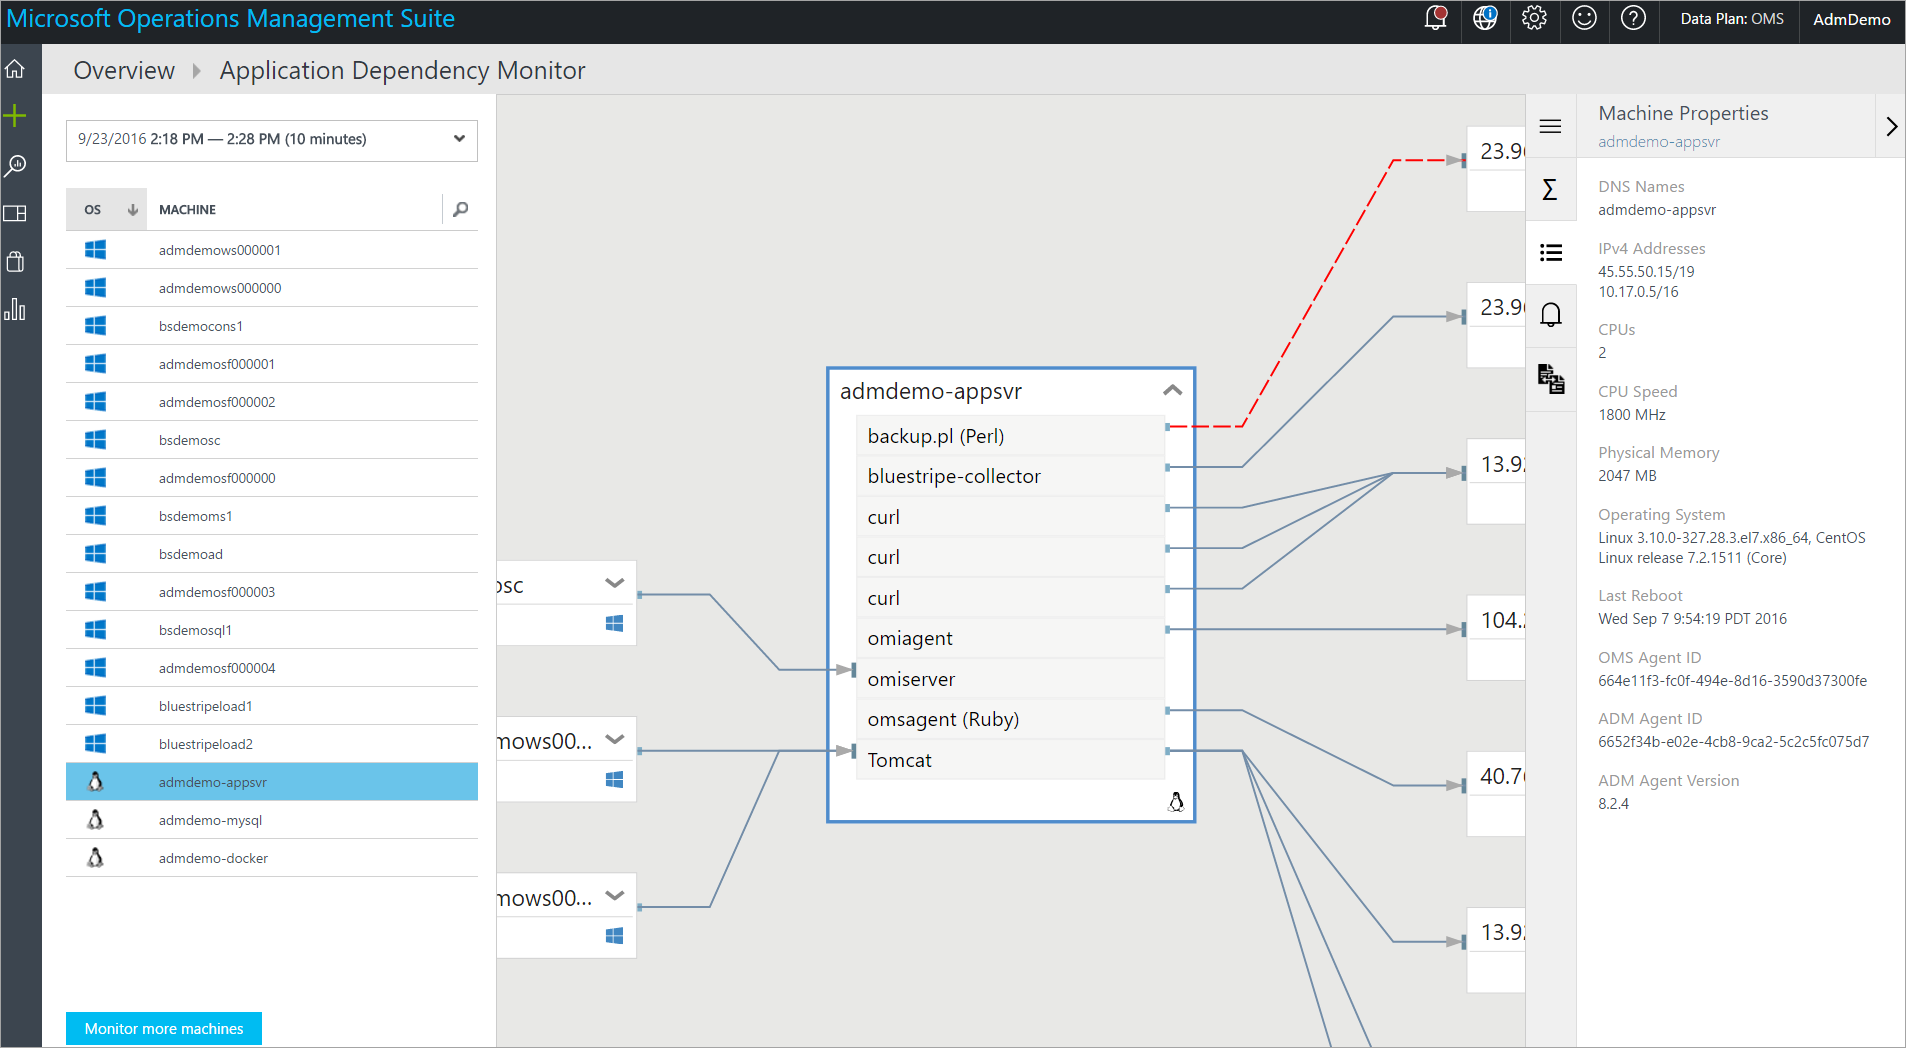 Microsoft Operations Management Suite
Data Plan: OMS
AdmDemo
Overview
Application Dependency Monitor
9/23/2016 2:18 PM — 2:28 PM (10 minutes)
OS
MACHINE
admdemows000001
admdemows000000
bsdemocons1
admdemosf000001
admdemosf000002
bsdemosc
admdemosf000000
bsdemoms1
bsdemoad
admdemosf000003
bsdemosql1
admdemosf000004
bluestripeload1
bluestripeload2
admdemo-appsvr
admdemo-mysql
admdemo-docker
Monitor more machines
osc
mows00...
mows00...
admdemo-appsvr
backup.pl (Perl)
bluestripe-collector
curl
curl
curl
omiagent
omiserver
omsagent (Ruby)
Tomcat
23.9
23.9
13.92
104.2
40.7
13.92
Machine Properties
admdemo-appsvr
DNS Names
admdemo-appsvr
IPv4 Addresses
45.55.50.15/19
10.17.0.5/16
CPUs
2
CPU Speed
1800 MHz
Physical Memory
2047 MB
Operating System
Linux 3.10.0-327.28.3.el7.x86_64, CentOS
Linux release 7.2.1511 (Core)
Last Reboot
Wed Sep 7 9:54:19 PDT 2016
OMS Agent ID
664e11f3-fc0f-494e-8d16-3590d37300fe
ADM Agent ID
6652f34b-e02e-4cb8-9ca2-5c2c5fc075d7
ADM Agent Version
8.2.4